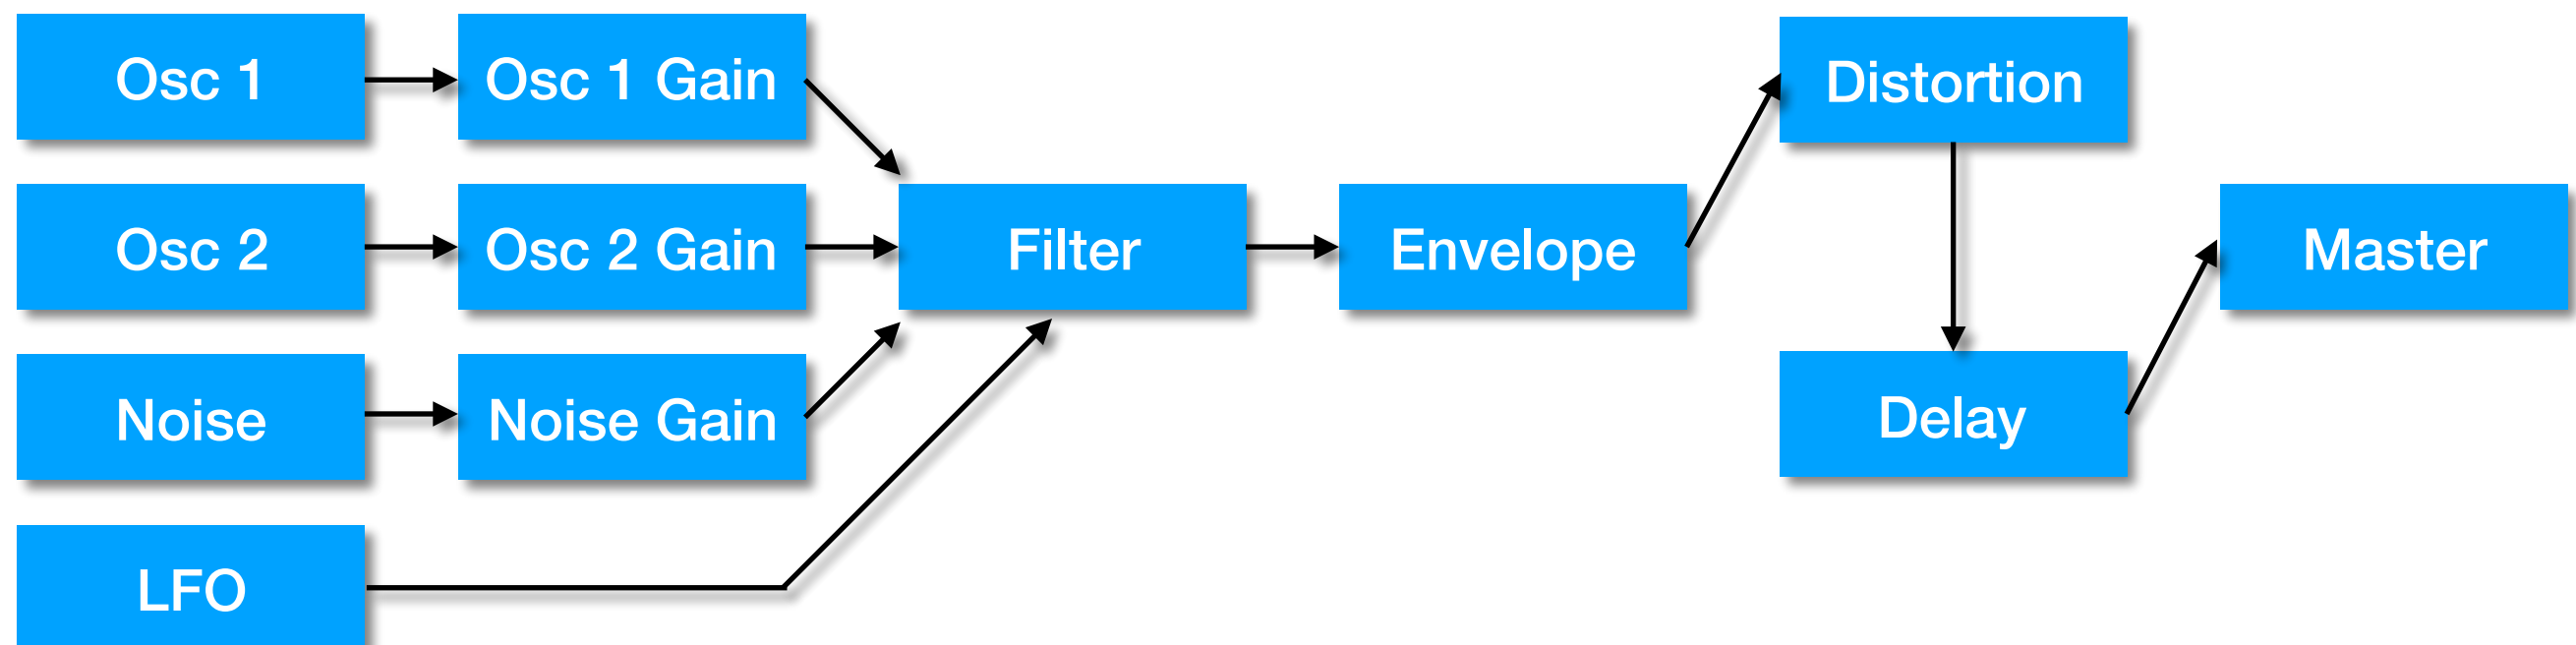 Osc 1
Osc 1 Gain
Distortion
Osc 2
Osc 2 Gain
Filter
Envelope
Master
Noise
Noise Gain
Delay
LFO